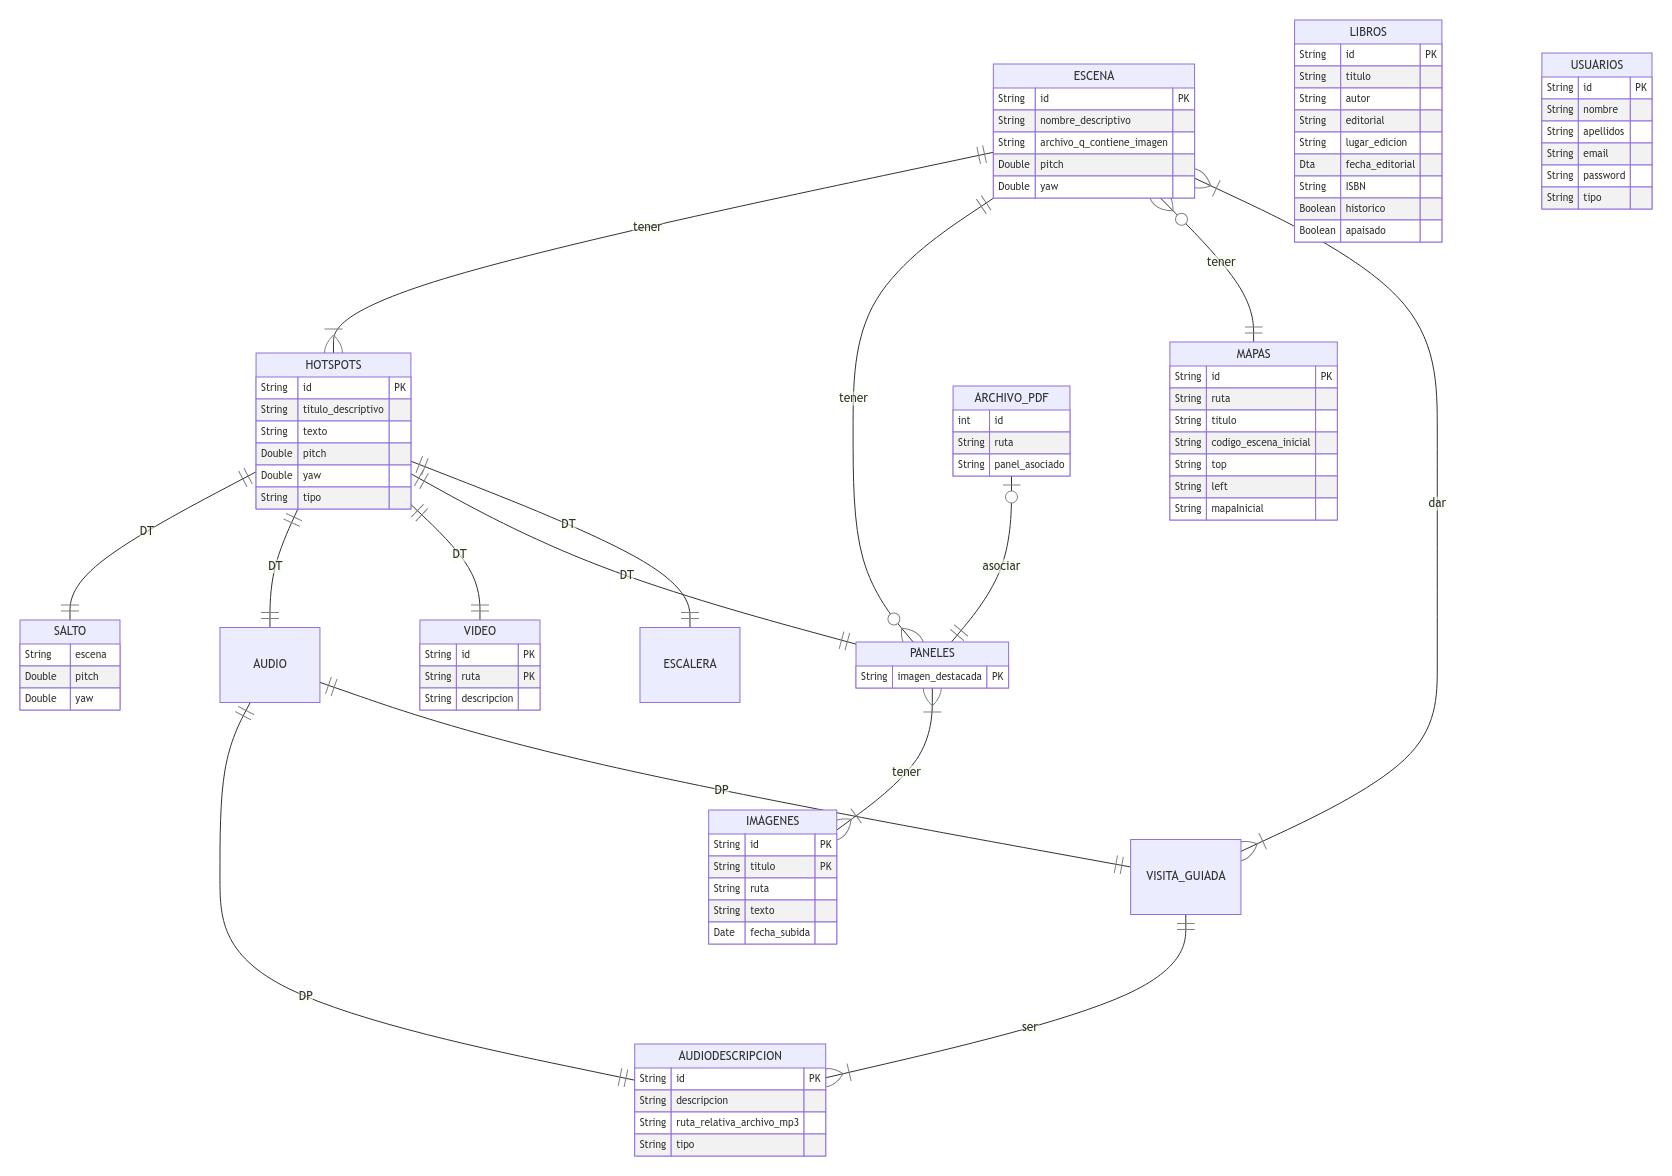 LIBROS
String id PK
String titulo
String autor
String editorial
String lugar_edicion
Dta fecha_editorial
String ISBN
Boolean historico
Boolean apaisado
USUARIOS
String id PK
String nombre
String apellidos
String email
String password
String tipo
ESCENA
String id PK
String nombre_descriptivo
String archivo_q_contiene_imagen
Double pitch
Double yaw
tener
tener
tener
dar
HOTSPOTS
String id PK
String titulo_descriptivo
String texto
Double pitch
Double yaw
String tipo
MAPAS
String id PK
String ruta
String titulo
String codigo_escena_inicial
String top
String left
String mapaInicial
ARCHIVO_PDF
int id
String ruta
String panel_asociado
DT
DT
DT
DT
DT
asociar
SALTO
String escena
Double pitch
Double yaw
AUDIO
VIDEO
String id PK
String ruta PK
String descripcion
ESCALERA
PANELES
String imagen_destacada PK
tener
DP
IMAGENES
String id PK
String titulo PK
String ruta
String texto
Date fecha_subida
VISITA_GUIADA
DP
ser
AUDIODESCRIPCION
String id PK
String descripcion
String ruta_relativa_archivo_mp3
String tipo